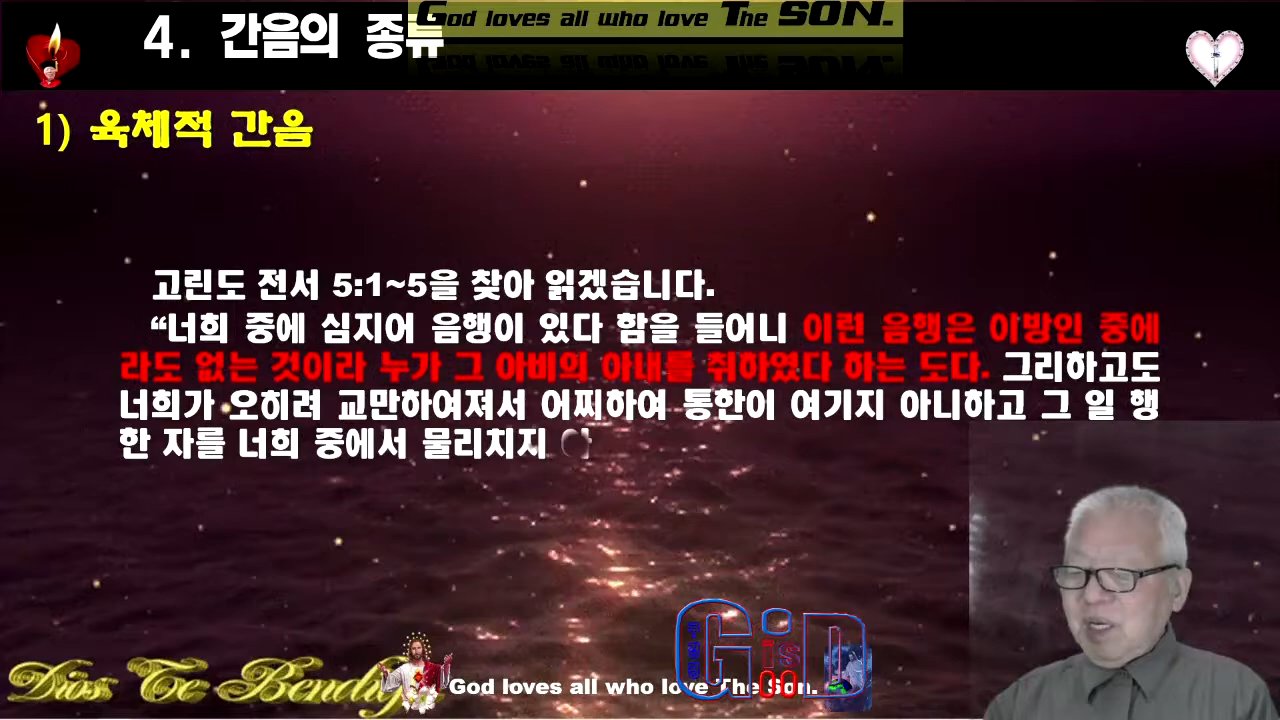 God loves all who love The SON.
4. 간음의 종류
1) 육체적 간음
고린도 전서 5:1~5을 찾아 읽겠습니다.
“너희 중에 심지어 음행이 있다 함을 들어니 이런 음행은 이방인 중에
라도 없는 것이라 누가 그 아비의 아내를 취하였다 하는 도다. 그리하고도
너희가 오히려 교만하여져서 어찌하여 통한이 여기지 아니하고 그 일 행
한 자를 너희 중에서 물리치지
Dios Te Bendiga
God loves all who love The Son.
G is D